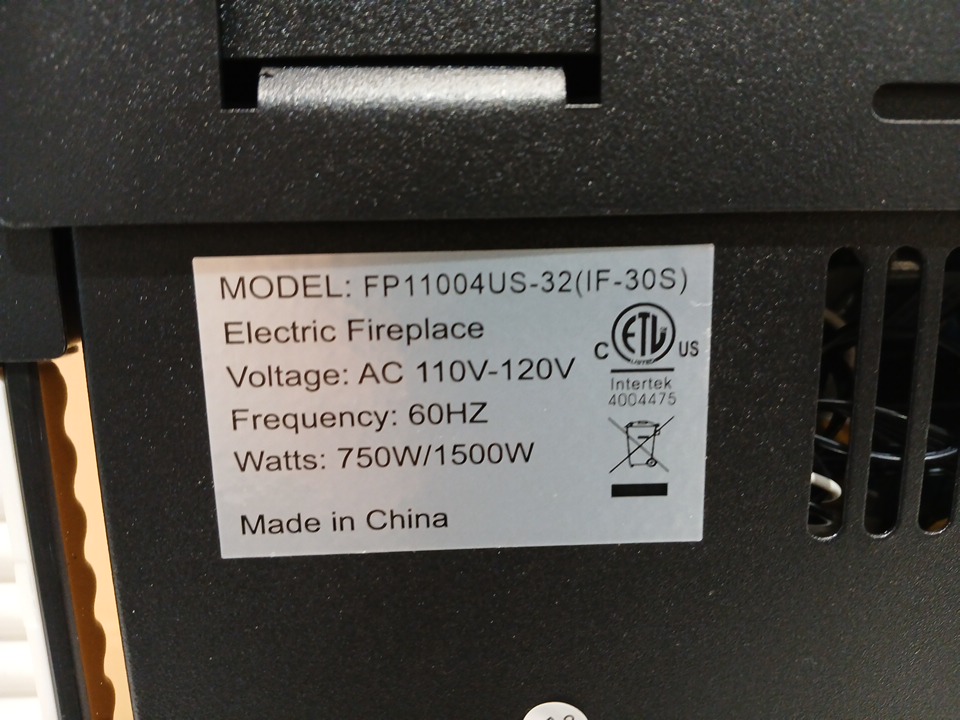 MODEL: FP11004US-32(IF-30S)
Electric Fireplace
Voltage: AC 110V-120V
Frequency: 60HZ
Watts: 750W/1500W
Made in China
C ETL US
Intertek
4004475